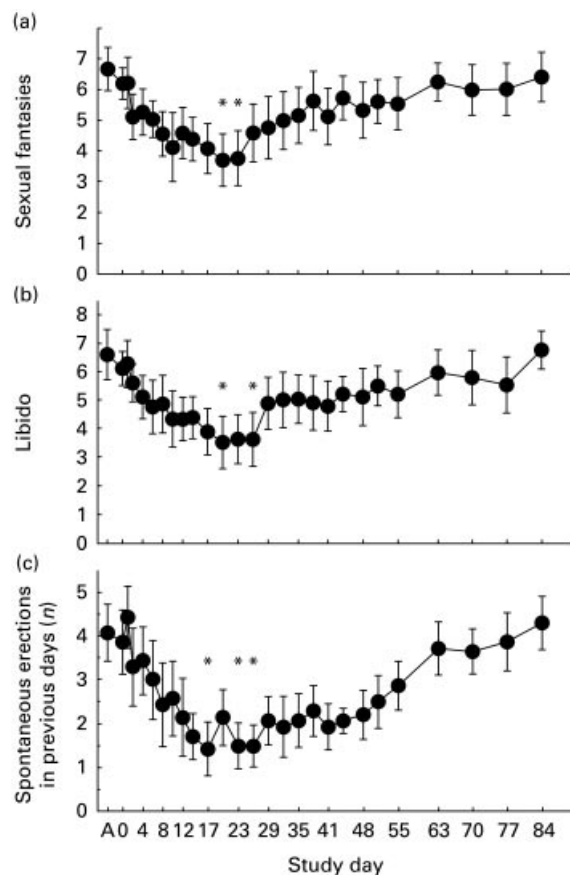 (a)
Sexual fantasies
7
6
5
4
3
2
1
0
* *
(b)
Libido
8
7
6
5
4
3
2
1
0
* *
(c)
Spontaneous erections
in previous days (n)
5
4
3
2
1
0
* * *
A 0 4 8 12 17 23 29 35 41 48 55 63 70 77 84
Study day